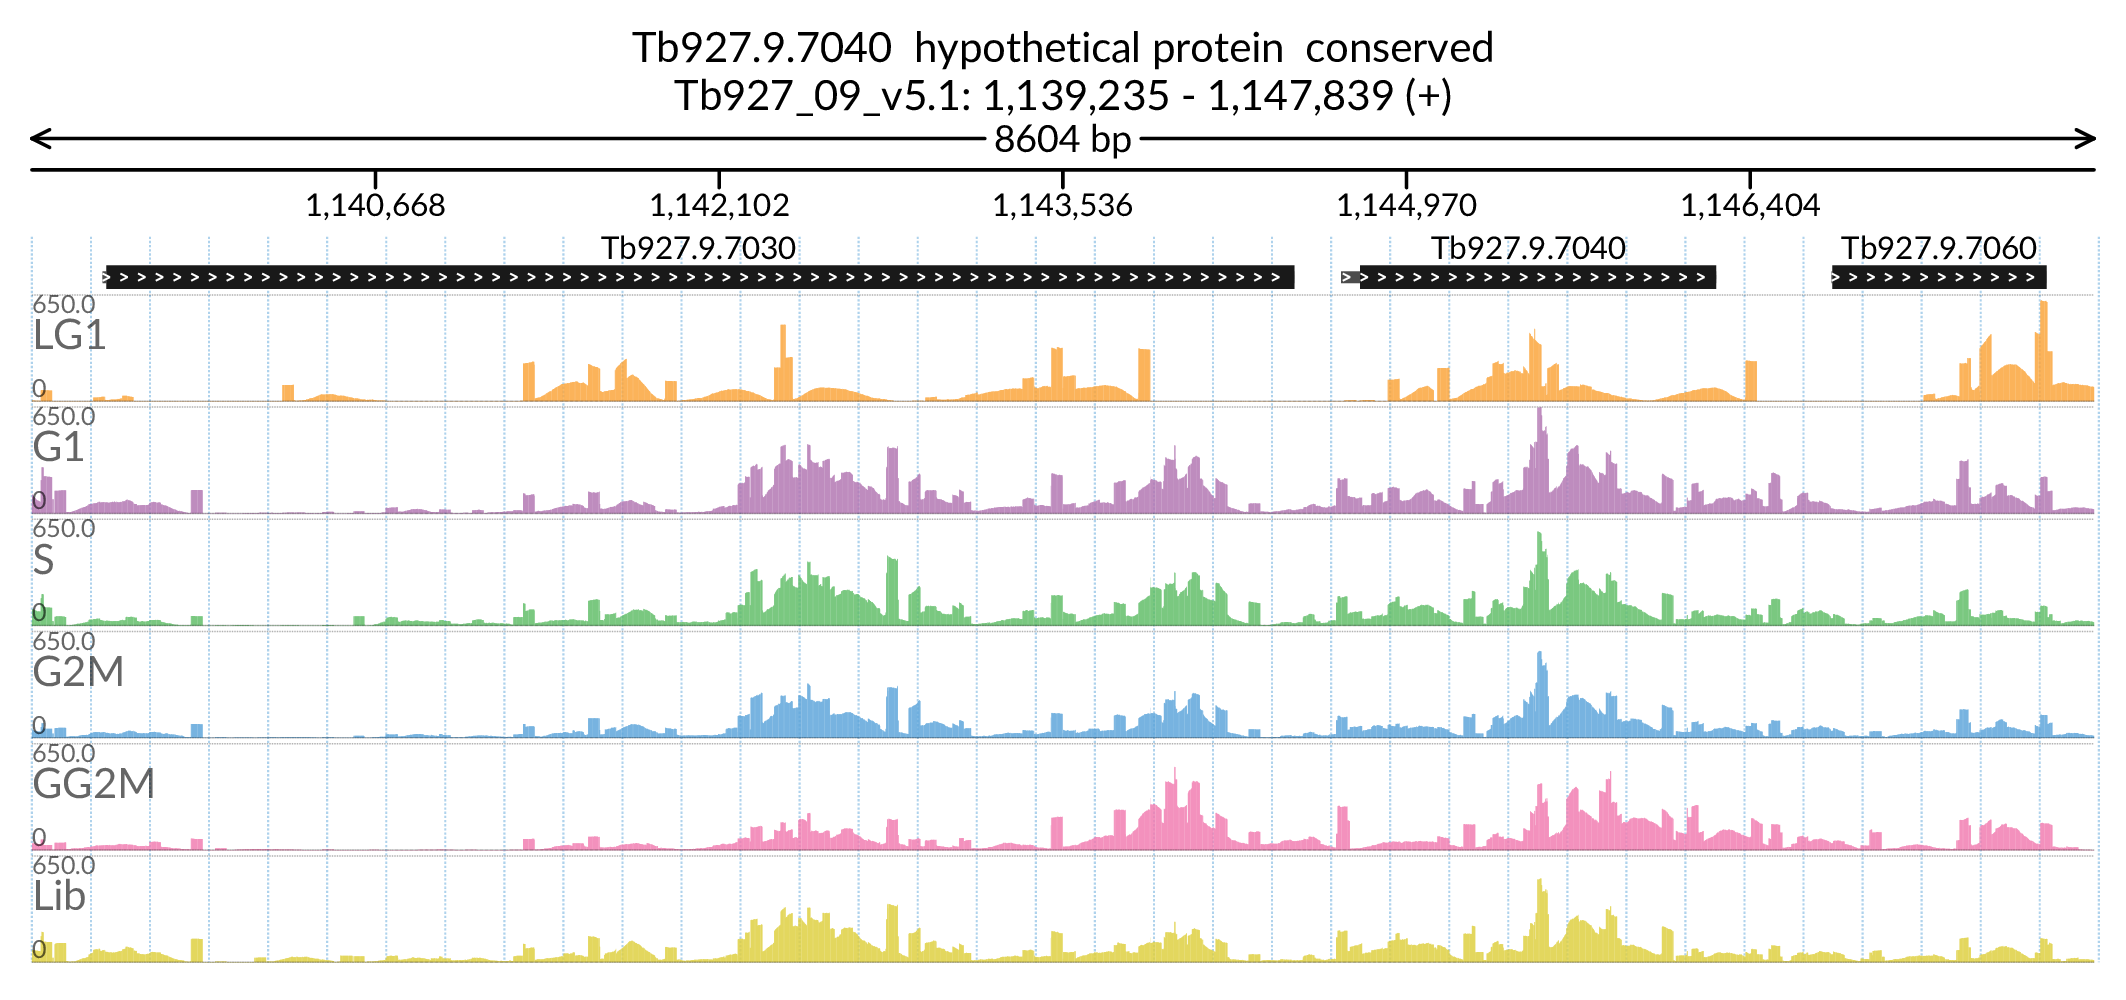 Tb927.9.7040 hypothetical protein conserved
Tb927_09_v5.1: 1,139,235 - 1,147,839 (+)
8604 bp
1,140,668 1,142,102 1,143,536 1,144,970 1,146,404
Tb927.9.7030 Tb927.9.7040 Tb927.9.7060
650.0
LG1
0
650.0
G1
0
650.0
S
0
650.0
G2M
0
650.0
GG2M
0
650.0
Lib
0